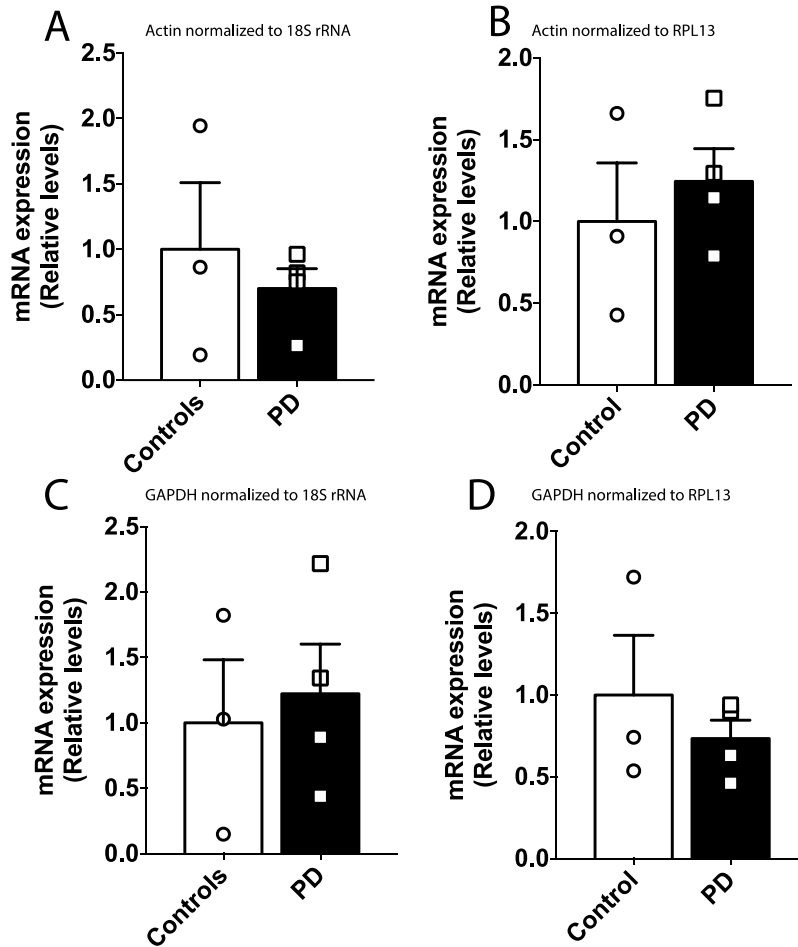 A
Actin normalized to 18S rRNA
mRNA expression
(Relative levels)
2.5
2.0
1.5
1.0
0.5
0.0
Controls
PD
B
Actin normalized to RPL13
mRNA expression
(Relative levels)
2.0
1.5
1.0
0.5
0.0
Control
PD
C
GAPDH normalized to 18S rRNA
mRNA expression
(Relative levels)
2.5
2.0
1.5
1.0
0.5
0.0
Controls
PD
D
GAPDH normalized to RPL13
mRNA expression
(Relative levels)
2.0
1.5
1.0
0.5
0.0
Control
PD